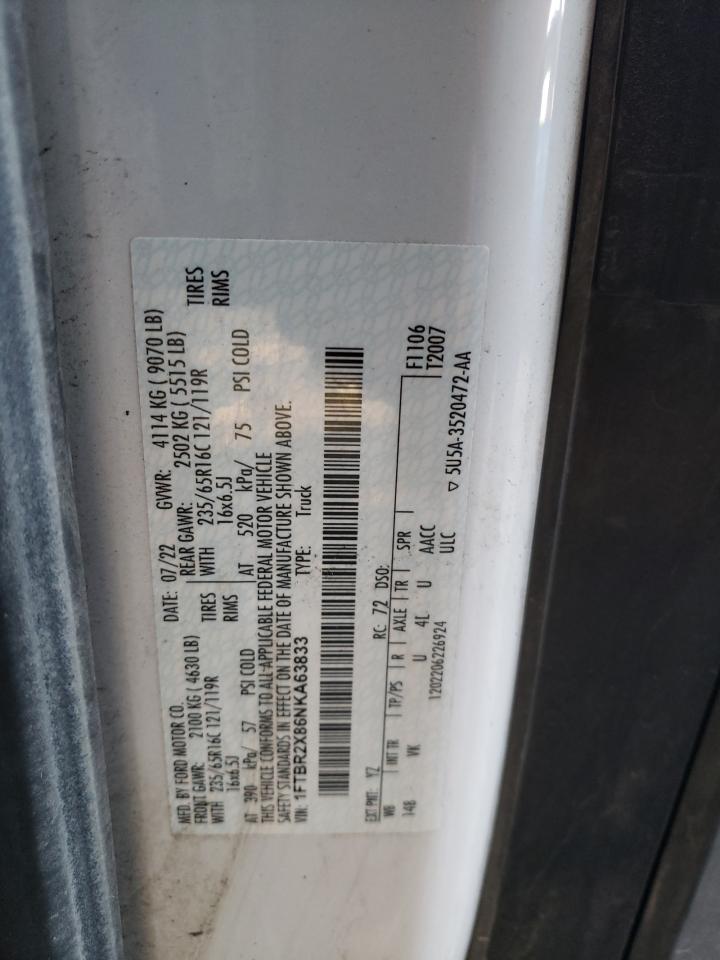 MFD. BY FORD MOTOR CO.
DATE: 07/22 GVWR: 4114 KG ( 9070 LB)
FRONT GAWR: 2100 KG ( 4630 LB) REAR GAWR: 2502 KG ( 5515 LB)
WITH 235/65R16C 121/119R TIRES WITH 235/65R16C 121/119R TIRES
16x6.5J RIMS 16x6.5J RIMS
AT 390 kPa/ 57 PSI COLD AT 520 kPa/ 75 PSI COLD
THIS VEHICLE CONFORMS TO ALL APPLICABLE FEDERAL MOTOR VEHICLE
SAFETY STANDARDS IN EFFECT ON THE DATE OF MANUFACTURE SHOWN ABOVE.
VIN: 1FTBR2X86NKA63833 TYPE: Truck
EXT PNT: YZ RC: 72 DSO:
WB INT TR TP/PS R AXLE TR SPR F1106
148 VK U 4C U AACC T2007
1202206226924 ULC
▽ 5U5A-3520472-AA